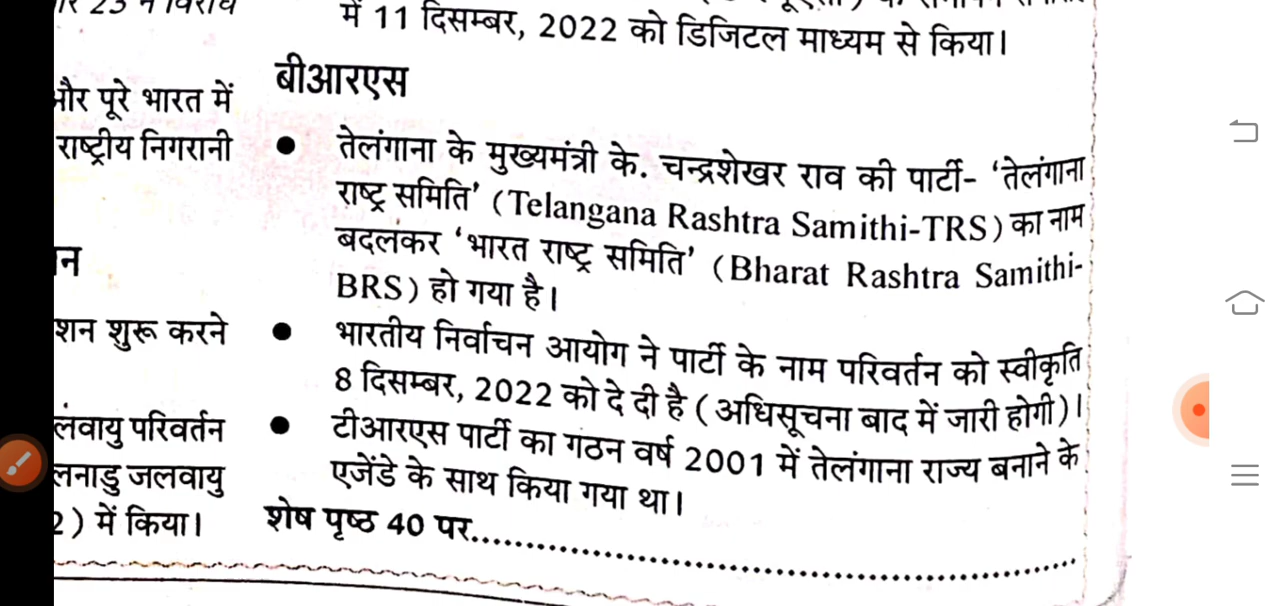 और पूरे भारत में
राष्ट्रीय निगरानी
न
शन शुरू करने
लवायु परिवर्तन
लनाडु जलवायु
2) में किया।
में 11 दिसम्बर, 2022 को डिजिटल माध्यम से किया।
बीआरएस
● तेलंगाना के मुख्यमंत्री के. चन्द्रशेखर राव की पार्टी- ‘तेलंगाना
राष्ट्र समिति’ (Telangana Rashtra Samithi-TRS) का नाम
बदलकर ‘भारत राष्ट्र समिति’ (Bharat Rashtra Samithi-
BRS) हो गया है।
● भारतीय निर्वाचन आयोग ने पार्टी के नाम परिवर्तन को स्वीकृति
8 दिसम्बर, 2022 को दे दी है (अधिसूचना बाद में जारी होगी)।
● टीआरएस पार्टी का गठन वर्ष 2001 में तेलंगाना राज्य बनाने के
एजेंडे के साथ किया गया था।
शेष पृष्ठ 40 पर..............................